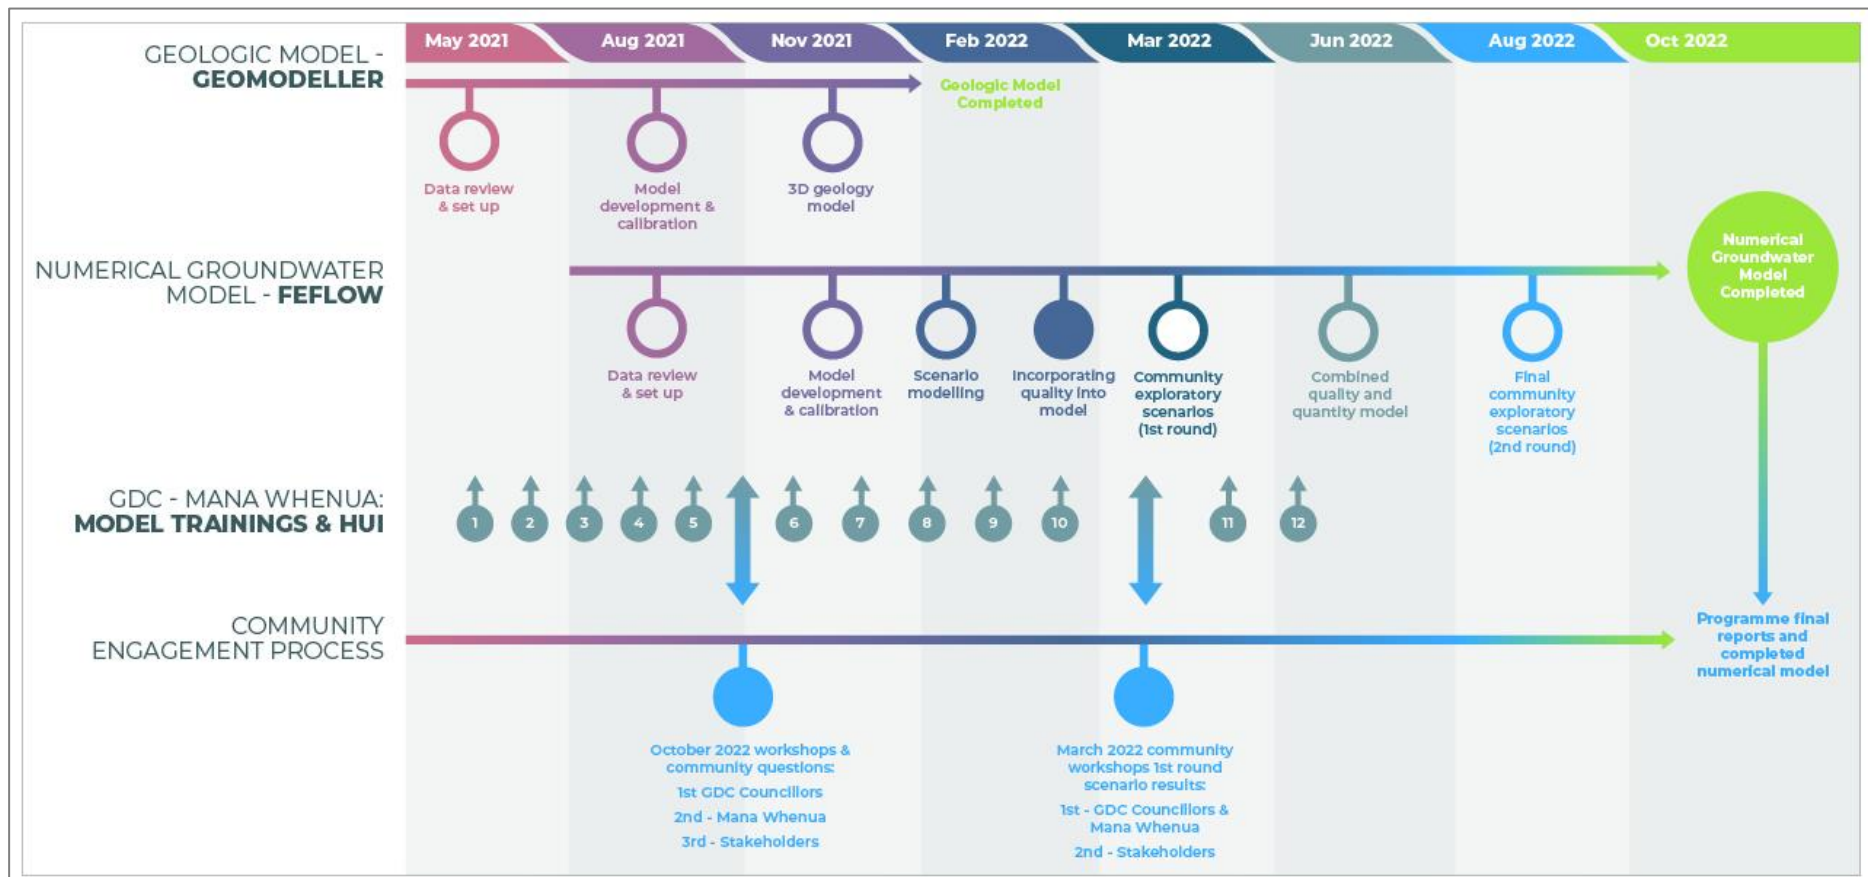 May 2021
Aug 2021
Nov 2021
Feb 2022
Mar 2022
Jun 2022
Aug 2022
Oct 2022
GEOLOGIC MODEL -
GEOMODELLER
Geologic Model
Completed
Data review
& set up
Model
development &
calibration
3D geology
model
NUMERICAL GROUNDWATER
MODEL - FEFLOW
Numerical
Groundwater
Model
Completed
Data review
& set up
Model
development
& calibration
Scenario
modelling
Incorporating
quality into
model
Community
exploratory
scenarios
(1st round)
Combined
quality and
quantity model
Final
community
exploratory
scenarios
(2nd round)
GDC - MANA WHENUA:
MODEL TRAININGS & HUI
1
2
3
4
5
6
7
8
9
10
11
12
COMMUNITY
ENGAGEMENT PROCESS
Programme final
reports and
completed
numerical model
October 2022 workshops &
community questions:
1st GDC Councillors
2nd - Mana Whenua
3rd - Stakeholders
March 2022 community
workshops 1st round
scenario results:
1st - GDC Councillors &
Mana Whenua
2nd - Stakeholders